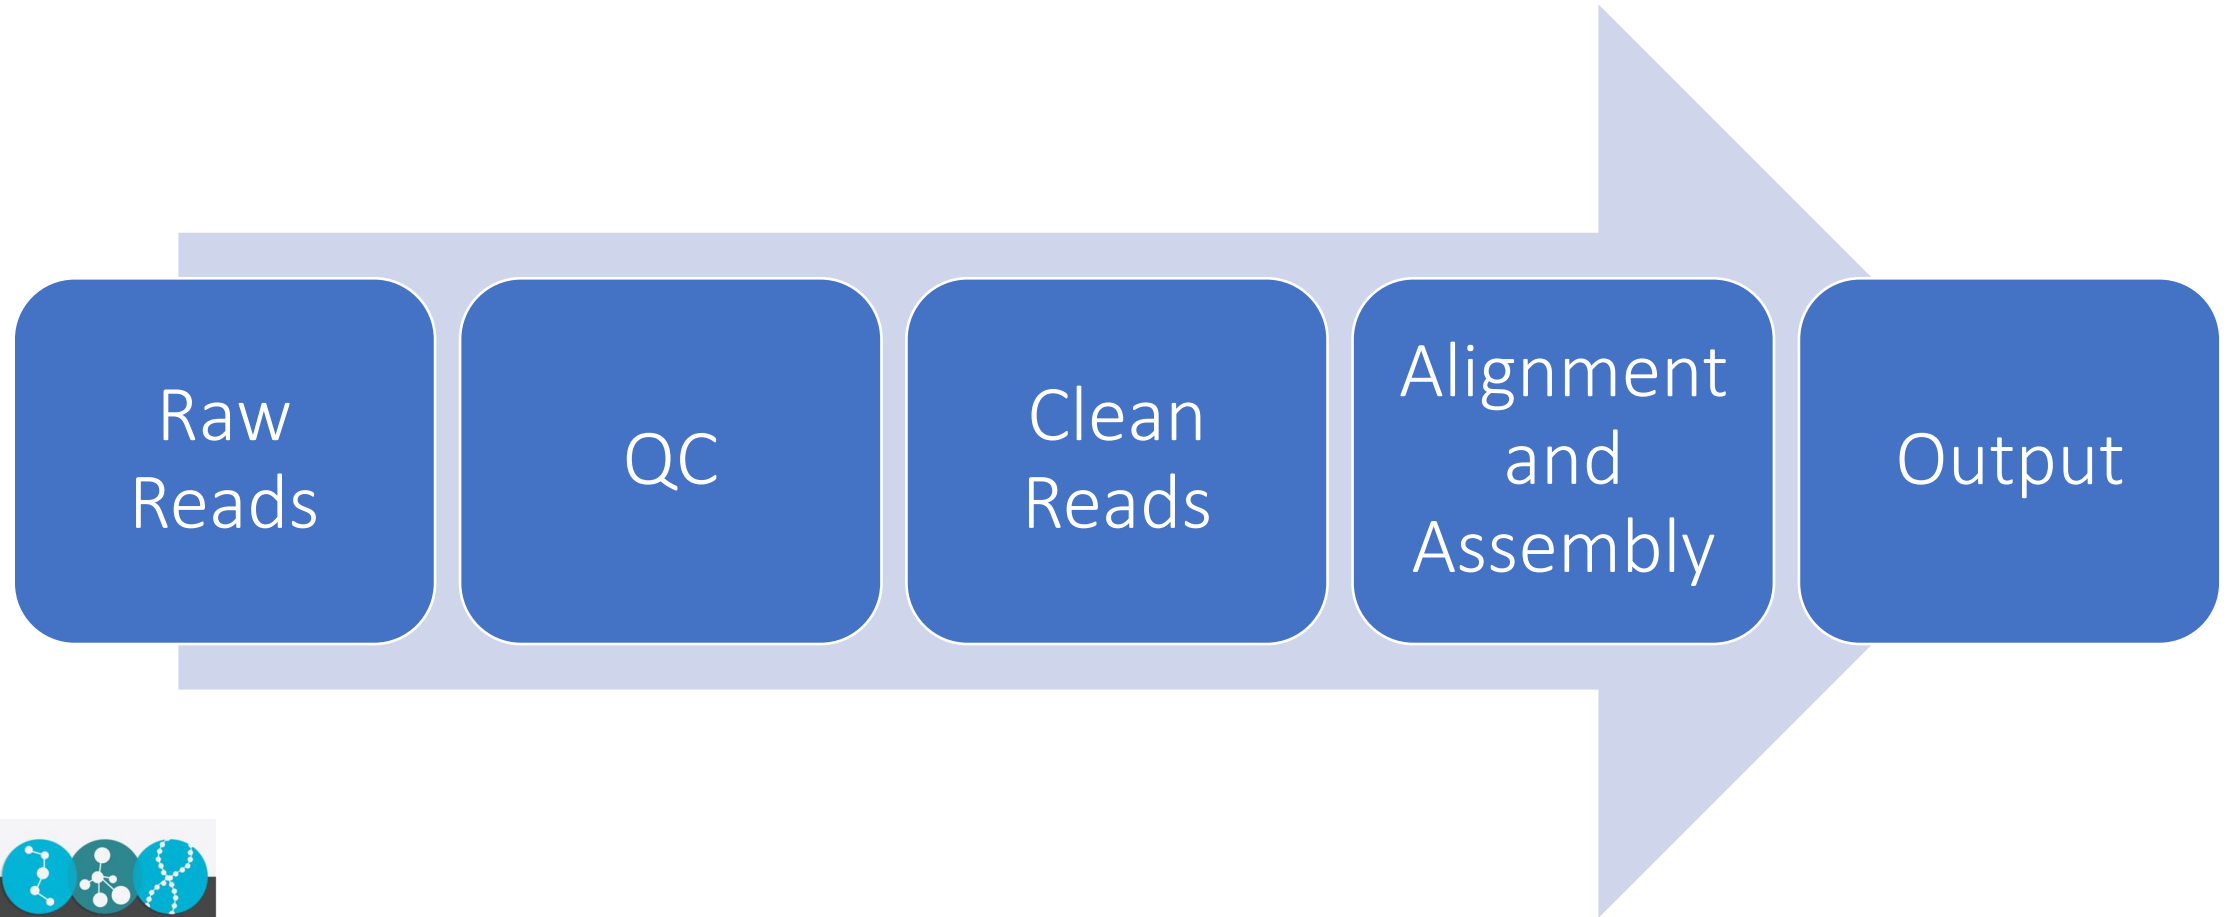 Raw
Reads
QC
Clean
Reads
Alignment
and
Assembly
Output